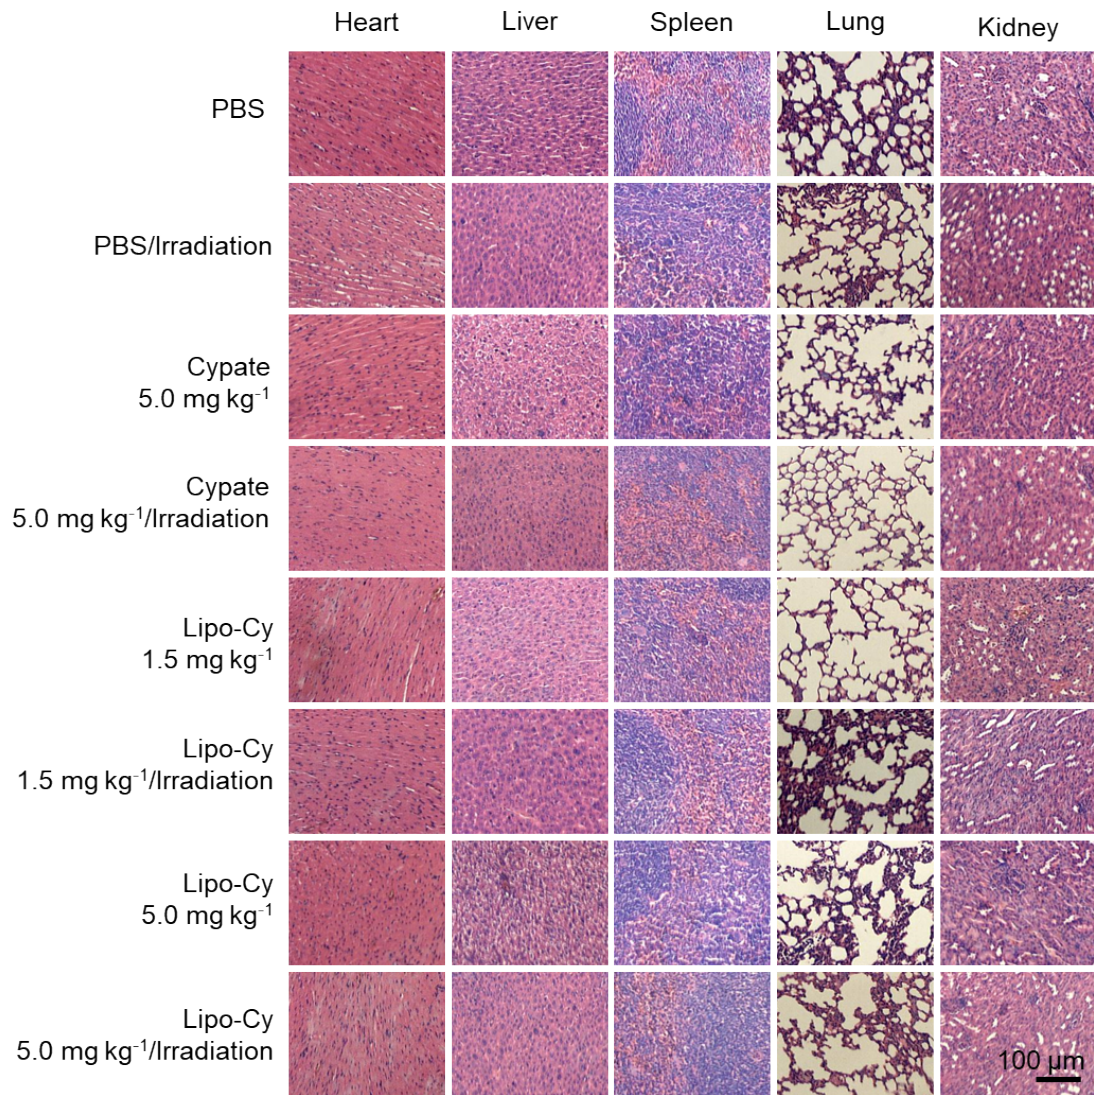 Heart Liver Spleen Lung Kidney
PBS
PBS/Irradiation
Cypate
5.0 mg kg⁻¹
Cypate
5.0 mg kg⁻¹/Irradiation
Lipo-Cy
1.5 mg kg⁻¹
Lipo-Cy
1.5 mg kg⁻¹/Irradiation
Lipo-Cy
5.0 mg kg⁻¹
Lipo-Cy
5.0 mg kg⁻¹/Irradiation
100 μm